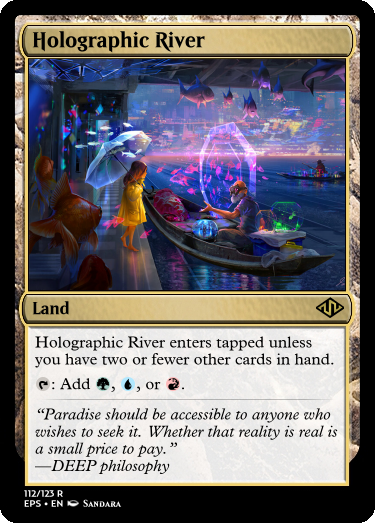 Holographic River
Land
Holographic River enters tapped unless
you have two or fewer other cards in hand.
: Add , , or .
“Paradise should be accessible to anyone who
wishes to seek it. Whether that reality is real is
a small price to pay.”
—DEEP philosophy
112/123 R
EPS • EN Sandara